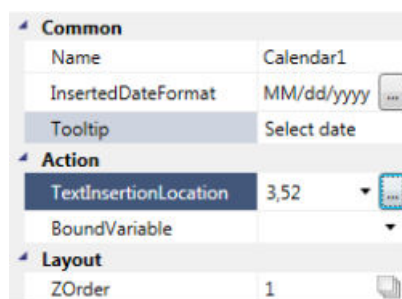 Common
Name Calendar1
InsertedDateFormat MM/dd/yyyy ...
Tooltip Select date
Action
TextInsertionLocation 3,52 ...
BoundVariable
Layout
ZOrder 1